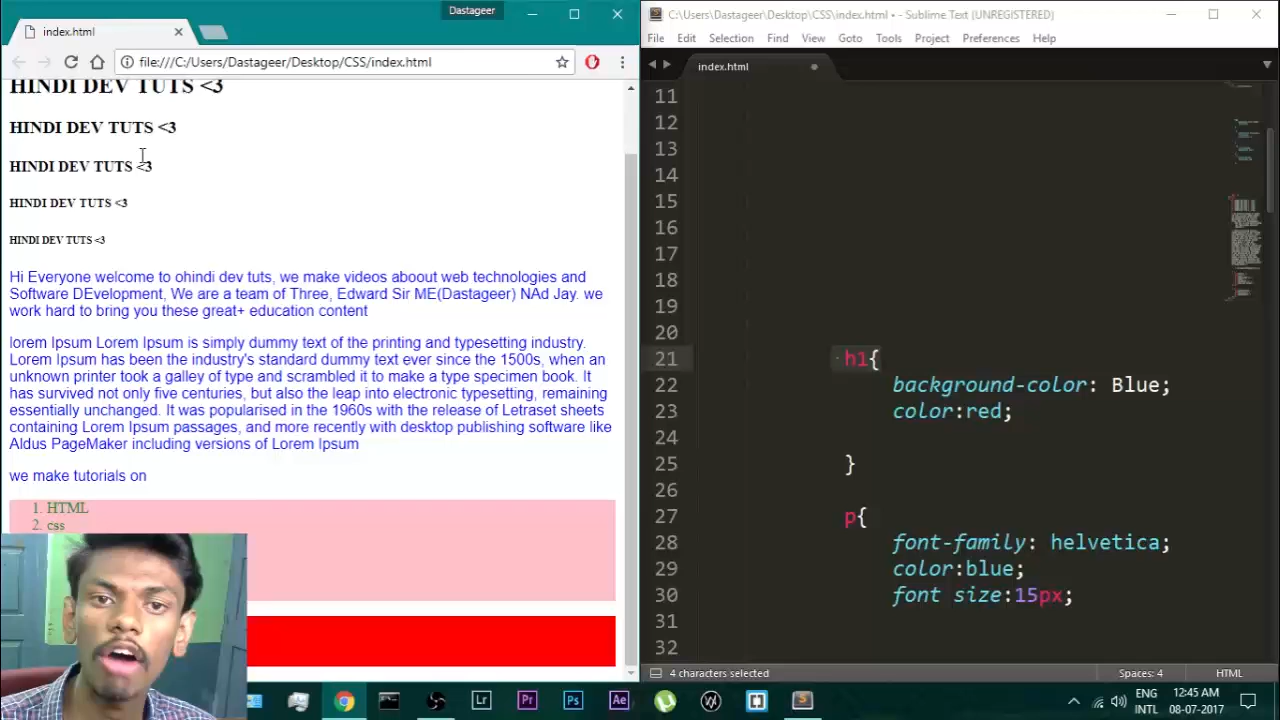 Dastageer
index.html
file:///C:/Users/Dastageer/Desktop/CSS/index.html
HINDI DEV TUTS <3
HINDI DEV TUTS <3
HINDI DEV TUTS <3
HINDI DEV TUTS <3
HINDI DEV TUTS <3
Hi Everyone welcome to ohindi dev tuts, we make videos aboout web technologies and
Software DEvelopment, We are a team of Three, Edward Sir ME(Dastageer) NAd Jay. we
work hard to bring you these great+ education content
lorem Ipsum Lorem Ipsum is simply dummy text of the printing and typesetting industry.
Lorem Ipsum has been the industry's standard dummy text ever since the 1500s, when an
unknown printer took a galley of type and scrambled it to make a type specimen book. It
has survived not only five centuries, but also the leap into electronic typesetting, remaining
essentially unchanged. It was popularised in the 1960s with the release of Letraset sheets
containing Lorem Ipsum passages, and more recently with desktop publishing software like
Aldus PageMaker including versions of Lorem Ipsum
we make tutorials on
1. HTML
2. css
C:\Users\Dastageer\Desktop\CSS\index.html • - Sublime Text (UNREGISTERED)
File Edit Selection Find View Goto Tools Project Preferences Help
index.html
11
12
13
14
15
16
17
18
19
20
21 h1{
22 background-color: Blue;
23 color:red;
24
25 }
26
27 p{
28 font-family: helvetica;
29 color:blue;
30 font size:15px;
31
32
4 characters selected Spaces: 4 HTML
Lr Pr Ps Ae
ENG 12:45 AM
INTL 08-07-2017